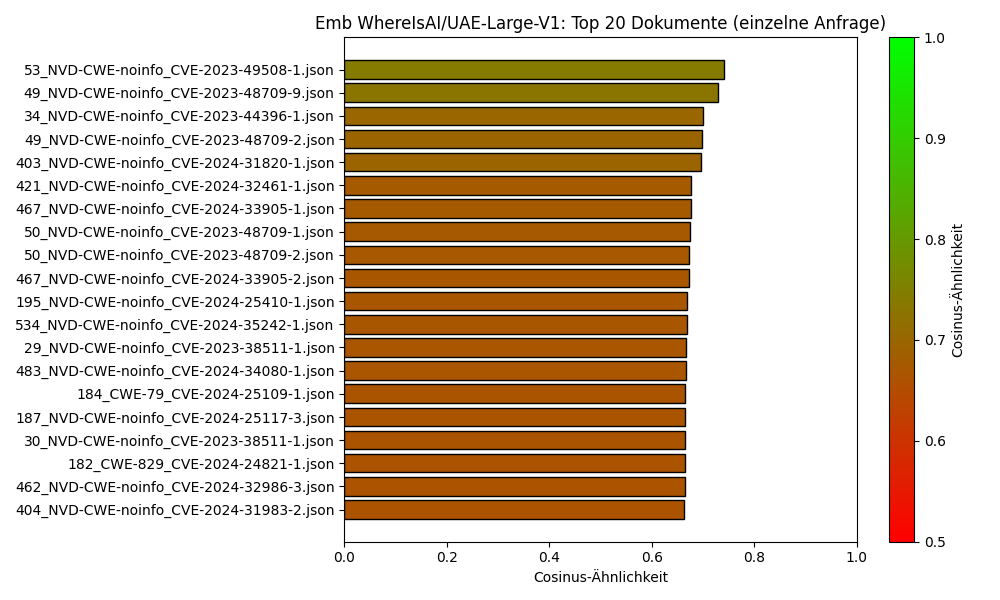 Emb WhereIsAI/UAE-Large-V1: Top 20 Dokumente (einzelne Anfrage)
53_NVD-CWE-noinfo_CVE-2023-49508-1.json
49_NVD-CWE-noinfo_CVE-2023-48709-9.json
34_NVD-CWE-noinfo_CVE-2023-44396-1.json
49_NVD-CWE-noinfo_CVE-2023-48709-2.json
403_NVD-CWE-noinfo_CVE-2024-31820-1.json
421_NVD-CWE-noinfo_CVE-2024-32461-1.json
467_NVD-CWE-noinfo_CVE-2024-33905-1.json
50_NVD-CWE-noinfo_CVE-2023-48709-1.json
50_NVD-CWE-noinfo_CVE-2023-48709-2.json
467_NVD-CWE-noinfo_CVE-2024-33905-2.json
195_NVD-CWE-noinfo_CVE-2024-25410-1.json
534_NVD-CWE-noinfo_CVE-2024-35242-1.json
29_NVD-CWE-noinfo_CVE-2023-38511-1.json
483_NVD-CWE-noinfo_CVE-2024-34080-1.json
184_CWE-79_CVE-2024-25109-1.json
187_NVD-CWE-noinfo_CVE-2024-25117-3.json
30_NVD-CWE-noinfo_CVE-2023-38511-1.json
182_CWE-829_CVE-2024-24821-1.json
462_NVD-CWE-noinfo_CVE-2024-32986-3.json
404_NVD-CWE-noinfo_CVE-2024-31983-2.json
0.0 0.2 0.4 0.6 0.8 1.0
Cosinus-Ähnlichkeit
1.0
0.9
0.8
0.7
0.6
0.5
Cosinus-Ähnlichkeit